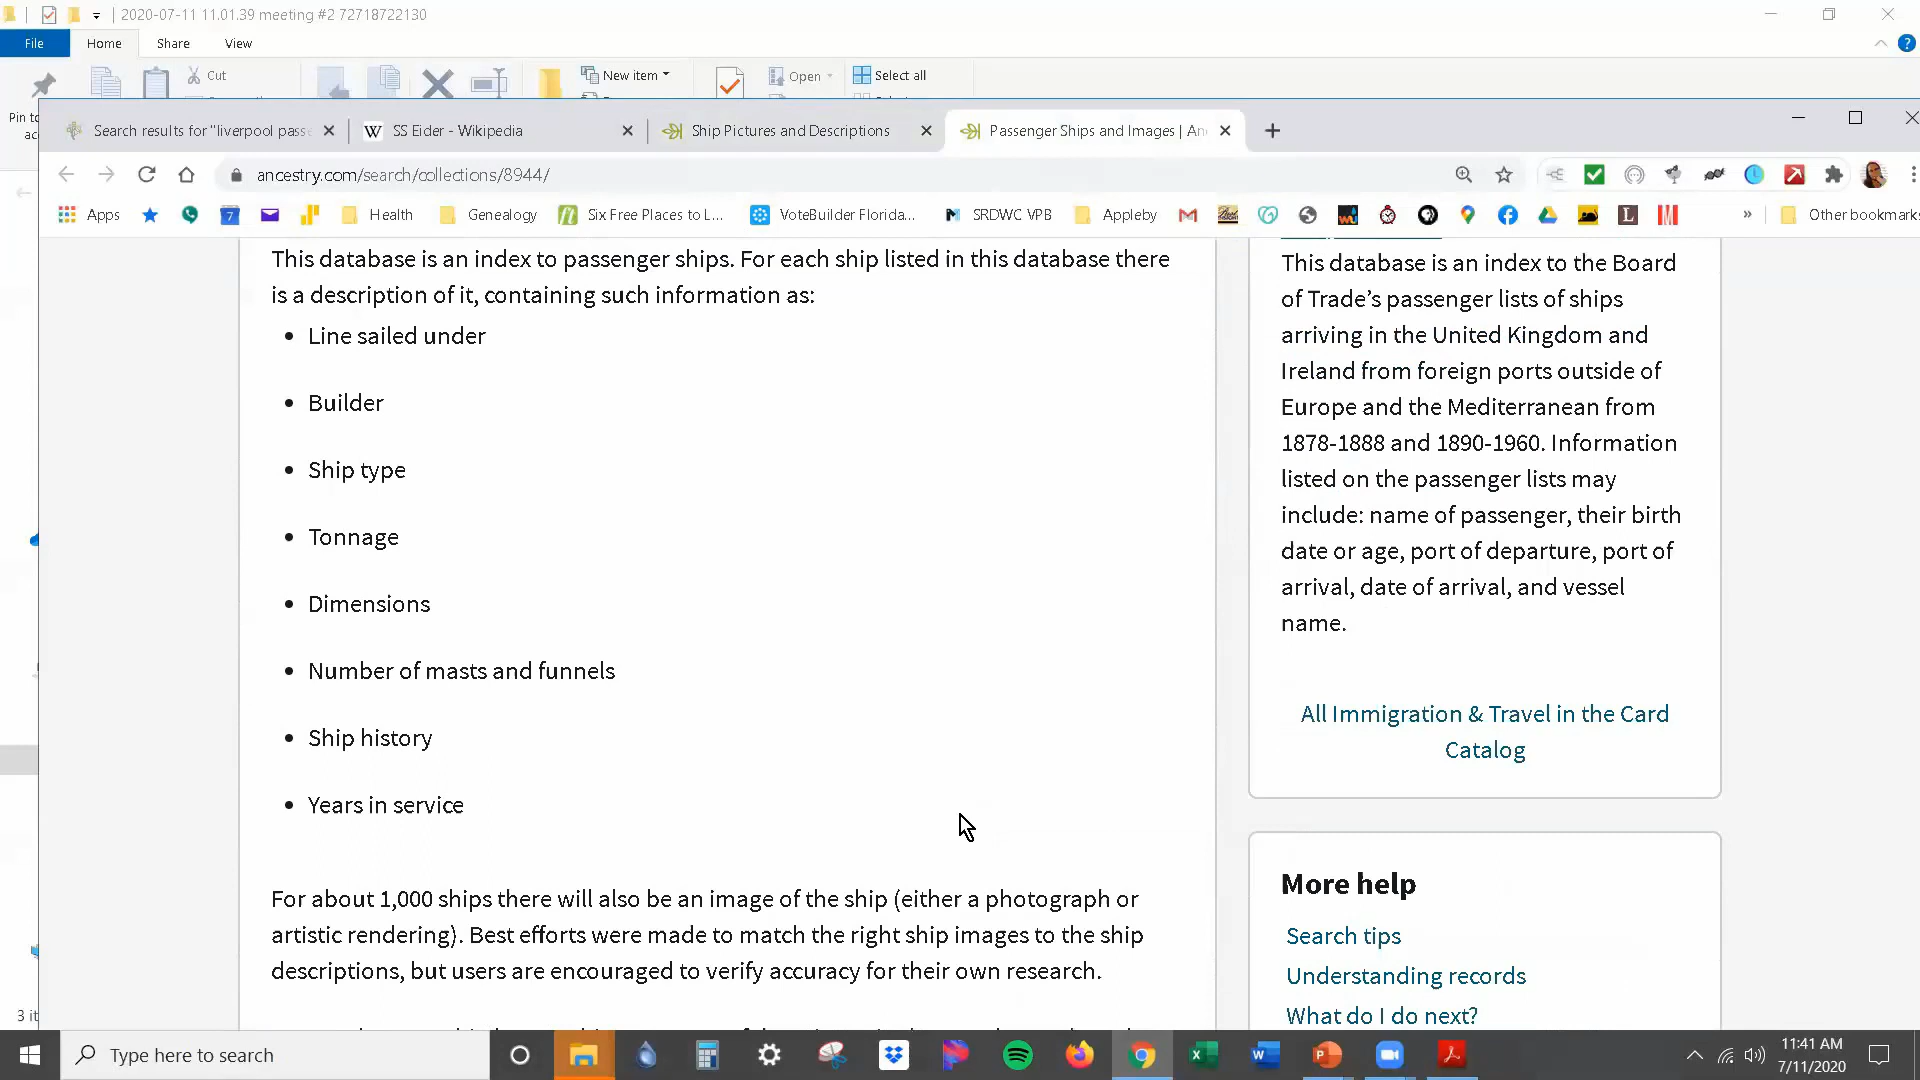 2020-07-11 11.01.39 meeting #2 72718722130
File Home Share View
Cut New item Open Select all
Pin to
Search results for "liverpool passe SS Eider - Wikipedia Ship Pictures and Descriptions Passenger Ships and Images | An
ancestry.com/search/collections/8944/
Apps 7 Health Genealogy Six Free Places to L... VoteBuilder Florida... SRDWC VPB Appleby » Other bookmarks
This database is an index to passenger ships. For each ship listed in this database there
is a description of it, containing such information as:
• Line sailed under
• Builder
• Ship type
• Tonnage
• Dimensions
• Number of masts and funnels
• Ship history
• Years in service
For about 1,000 ships there will also be an image of the ship (either a photograph or
artistic rendering). Best efforts were made to match the right ship images to the ship
descriptions, but users are encouraged to verify accuracy for their own research.
This database is an index to the Board
of Trade's passenger lists of ships
arriving in the United Kingdom and
Ireland from foreign ports outside of
Europe and the Mediterranean from
1878-1888 and 1890-1960. Information
listed on the passenger lists may
include: name of passenger, their birth
date or age, port of departure, port of
arrival, date of arrival, and vessel
name.
All Immigration & Travel in the Card
Catalog
More help
Search tips
Understanding records
What do I do next?
3 it
Type here to search
11:41 AM
7/11/2020